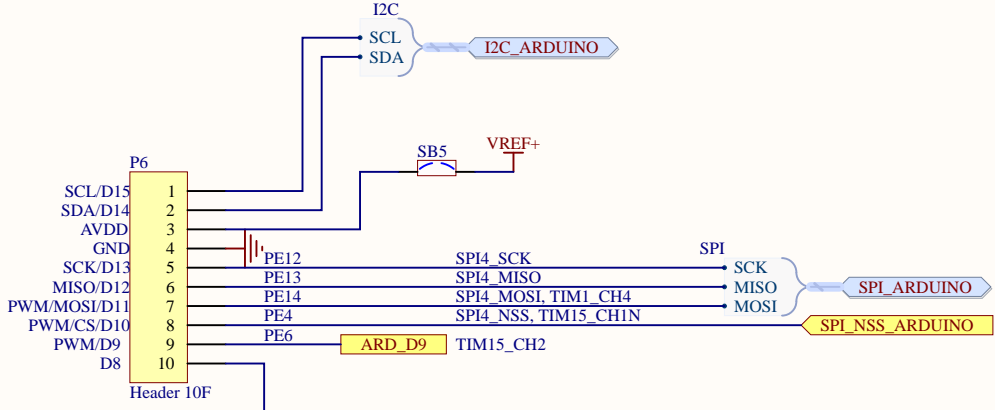 I2C
SCL
SDA
I2C_ARDUINO
VREF+
SB5
P6
SCL/D15 1
SDA/D14 2
AVDD 3
GND 4
SCK/D13 5 PE12 SPI4_SCK
MISO/D12 6 PE13 SPI4_MISO
PWM/MOSI/D11 7 PE14 SPI4_MOSI, TIM1_CH4
PWM/CS/D10 8 PE4 SPI4_NSS, TIM15_CH1N
PWM/D9 9 PE6 ARD_D9 TIM15_CH2
D8 10
Header 10F
SPI
SCK
MISO
MOSI
SPI_ARDUINO
SPI_NSS_ARDUINO